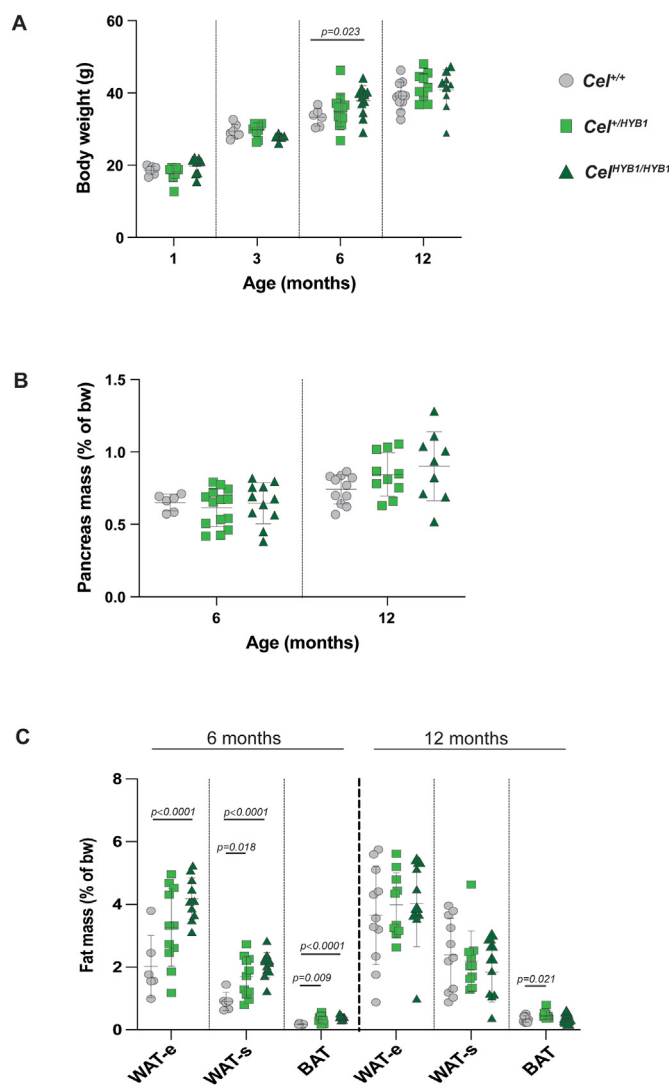 A
Body weight (g)
60
40
20
0
p=0.023
1 3 6 12
Age (months)
Cel+/+
Cel+/HYB1
CelHYB1/HYB1
B
Pancreas mass (% of bw)
1.5
1.0
0.5
0.0
6 12
Age (months)
C
6 months 12 months
Fat mass (% of bw)
8
6
4
2
0
p<0.0001 p<0.0001
p=0.018
p<0.0001
p=0.009
p=0.021
WAT-e WAT-s BAT WAT-e WAT-s BAT